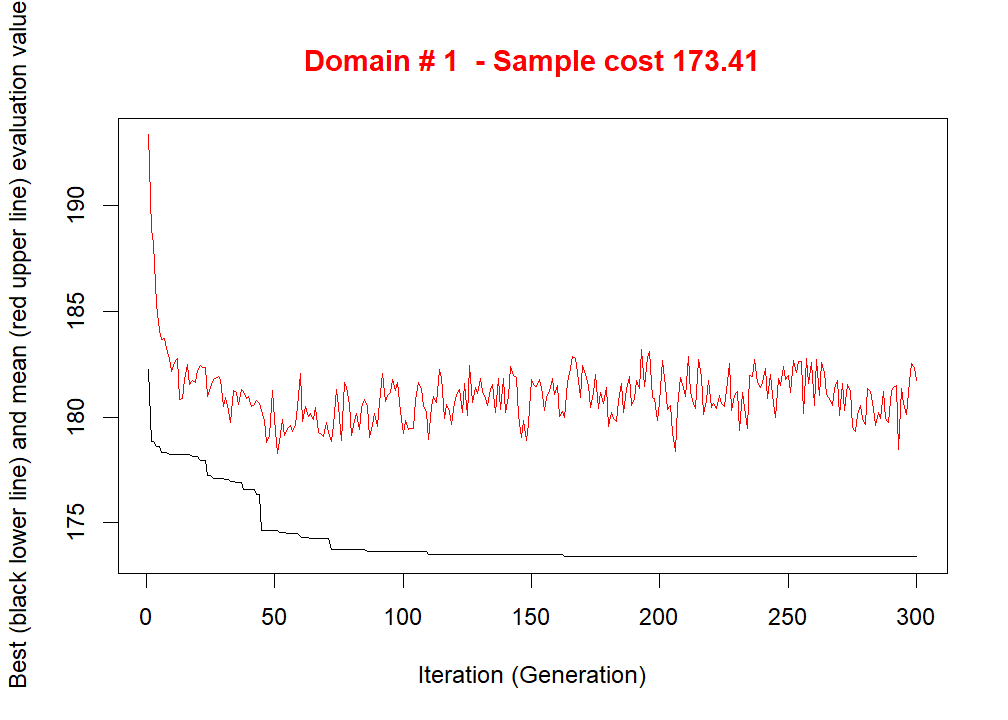 Domain # 1  - Sample cost 173.41
Best (black lower line) and mean (red upper line) evaluation value
190
185
180
175
0 50 100 150 200 250 300
Iteration (Generation)